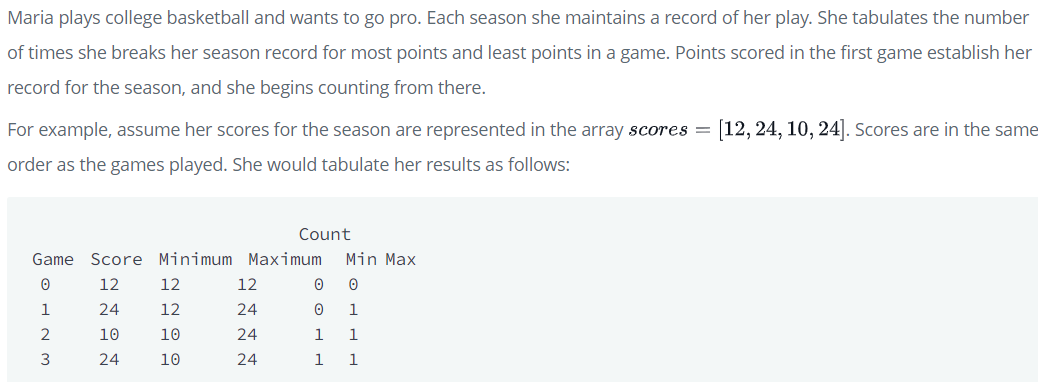 Maria plays college basketball and wants to go pro. Each season she maintains a record of her play. She tabulates the number
of times she breaks her season record for most points and least points in a game. Points scored in the first game establish her
record for the season, and she begins counting from there.
For example, assume her scores for the season are represented in the array scores = [12, 24, 10, 24]. Scores are in the same
order as the games played. She would tabulate her results as follows:
Count
Game Score Minimum Maximum Min Max
0 12 12 12 0 0
1 24 12 24 0 1
2 10 10 24 1 1
3 24 10 24 1 1